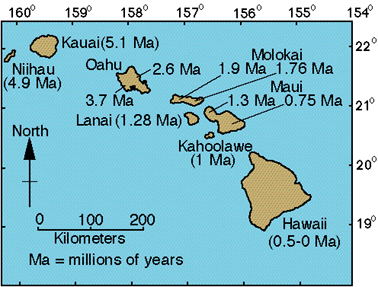 160° 159° 158° 157° 156° 155° 154°
Kauai (5.1 Ma)
22°
Niihau
(4.9 Ma)
Oahu
2.6 Ma
Molokai
1.9 Ma 1.76 Ma
Maui
3.7 Ma
1.3 Ma 0.75 Ma
21°
Lanai (1.28 Ma)
Kahoolawe
(1 Ma)
North
20°
0 100 200
Kilometers
Hawaii
(0.5-0 Ma)
19°
Ma = millions of years